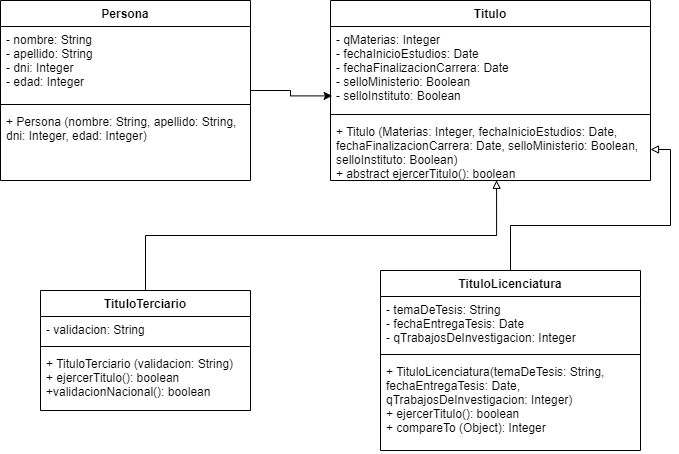 Persona
- nombre: String
- apellido: String
- dni: Integer
- edad: Integer
+ Persona (nombre: String, apellido: String,
dni: Integer, edad: Integer)
Titulo
- qMaterias: Integer
- fechaInicioEstudios: Date
- fechaFinalizacionCarrera: Date
- selloMinisterio: Boolean
- selloInstituto: Boolean
+ Titulo (Materias: Integer, fechaInicioEstudios: Date,
fechaFinalizacionCarrera: Date, selloMinisterio: Boolean,
selloInstituto: Boolean)
+ abstract ejercerTitulo(): boolean
TituloTerciario
- validacion: String
+ TituloTerciario (validacion: String)
+ ejercerTitulo(): boolean
+validacionNacional(): boolean
TituloLicenciatura
- temaDeTesis: String
- fechaEntregaTesis: Date
- qTrabajosDeInvestigacion: Integer
+ TituloLicenciatura(temaDeTesis: String,
fechaEntregaTesis: Date,
qTrabajosDeInvestigacion: Integer)
+ ejercerTitulo(): boolean
+ compareTo (Object): Integer